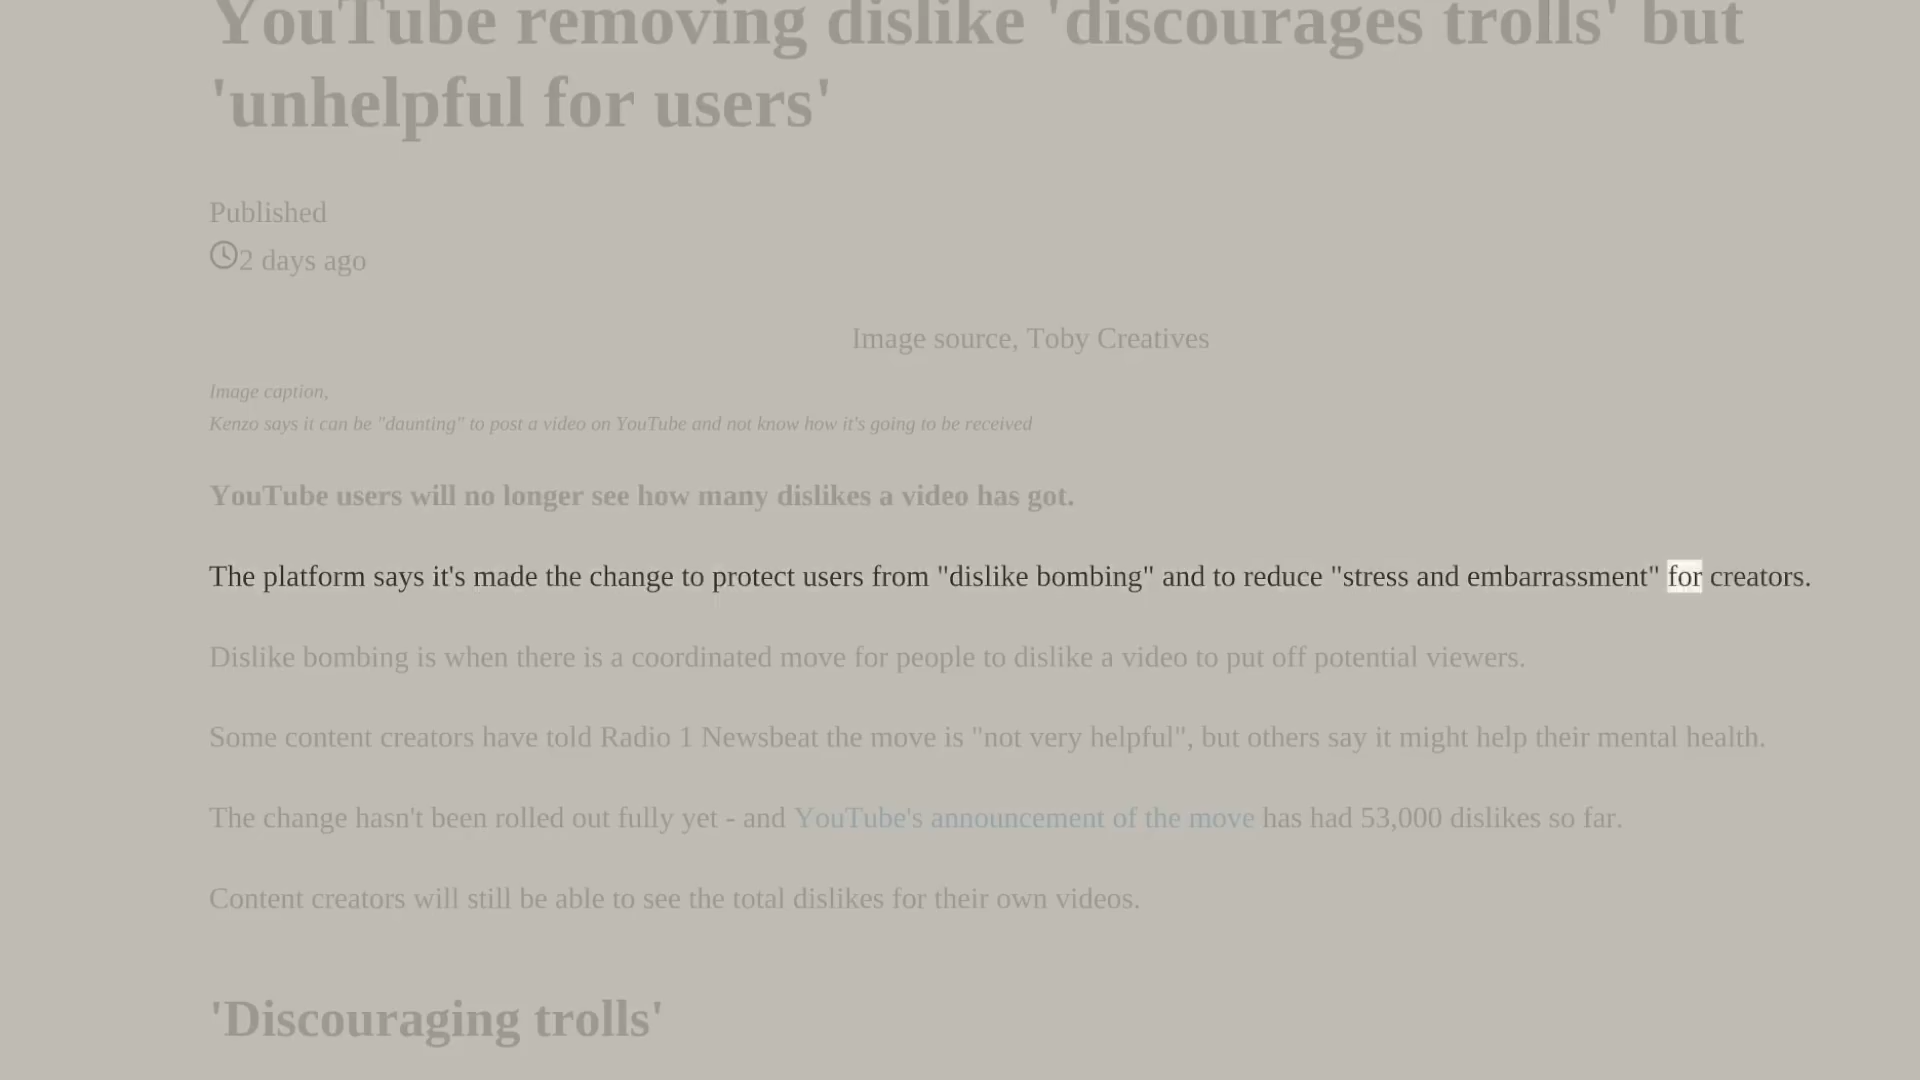 YouTube removing dislike 'discourages trolls' but
'unhelpful for users'
Published
2 days ago
Image source, Toby Creatives
Image caption,
Kenzo says it can be "daunting" to post a video on YouTube and not know how it's going to be received
YouTube users will no longer see how many dislikes a video has got.
The platform says it's made the change to protect users from "dislike bombing" and to reduce "stress and embarrassment" for creators.
Dislike bombing is when there is a coordinated move for people to dislike a video to put off potential viewers.
Some content creators have told Radio 1 Newsbeat the move is "not very helpful", but others say it might help their mental health.
The change hasn't been rolled out fully yet - and YouTube's announcement of the move has had 53,000 dislikes so far.
Content creators will still be able to see the total dislikes for their own videos.
'Discouraging trolls'